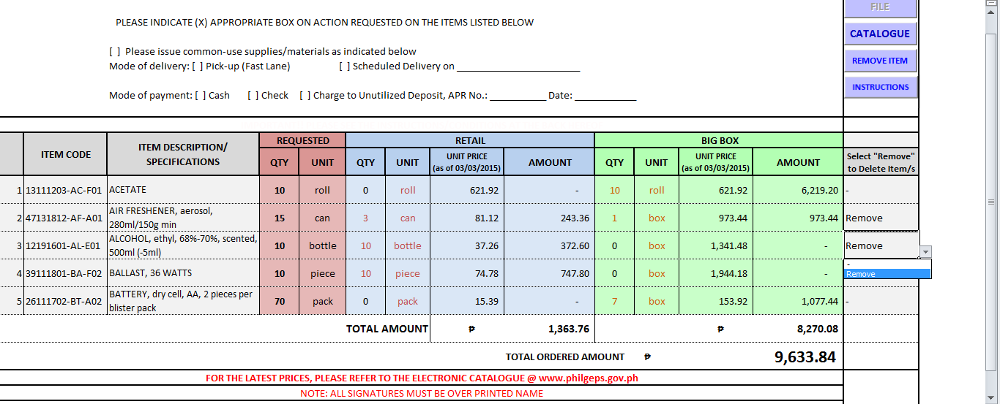 FILE
PLEASE INDICATE (X) APPROPRIATE BOX ON ACTION REQUESTED ON THE ITEMS LISTED BELOW
CATALOGUE
[ ] Please issue common-use supplies/materials as indicated below
REMOVE ITEM
Mode of delivery: [ ] Pick-up (Fast Lane) [ ] Scheduled Delivery on ______________________
INSTRUCTIONS
Mode of payment: [ ] Cash [ ] Check [ ] Charge to Unutilized Deposit, APR No.: __________ Date: ___________
ITEM CODE ITEM DESCRIPTION/ SPECIFICATIONS REQUESTED RETAIL BIG BOX
QTY UNIT QTY UNIT UNIT PRICE (as of 03/03/2015) AMOUNT QTY UNIT UNIT PRICE (as of 03/03/2015) AMOUNT Select "Remove" to Delete Item/s
1 13111203-AC-F01 ACETATE 10 roll 0 roll 621.92 - 10 roll 621.92 6,219.20 -
2 47131812-AF-A01 AIR FRESHENER, aerosol, 280ml/150g min 15 can 3 can 81.12 243.36 1 box 973.44 973.44 Remove
3 12191601-AL-E01 ALCOHOL, ethyl, 68%-70%, scented, 500ml (-5ml) 10 bottle 10 bottle 37.26 372.60 0 box 1,341.48 - Remove
-
Remove
4 39111801-BA-F02 BALLAST, 36 WATTS 10 piece 10 piece 74.78 747.80 0 box 1,944.18 -
5 26111702-BT-A02 BATTERY, dry cell, AA, 2 pieces per blister pack 70 pack 0 pack 15.39 - 7 box 153.92 1,077.44 -
TOTAL AMOUNT ₱ 1,363.76 ₱ 8,270.08
TOTAL ORDERED AMOUNT ₱ 9,633.84
FOR THE LATEST PRICES, PLEASE REFER TO THE ELECTRONIC CATALOGUE @ www.philgeps.gov.ph
NOTE: ALL SIGNATURES MUST BE OVER PRINTED NAME